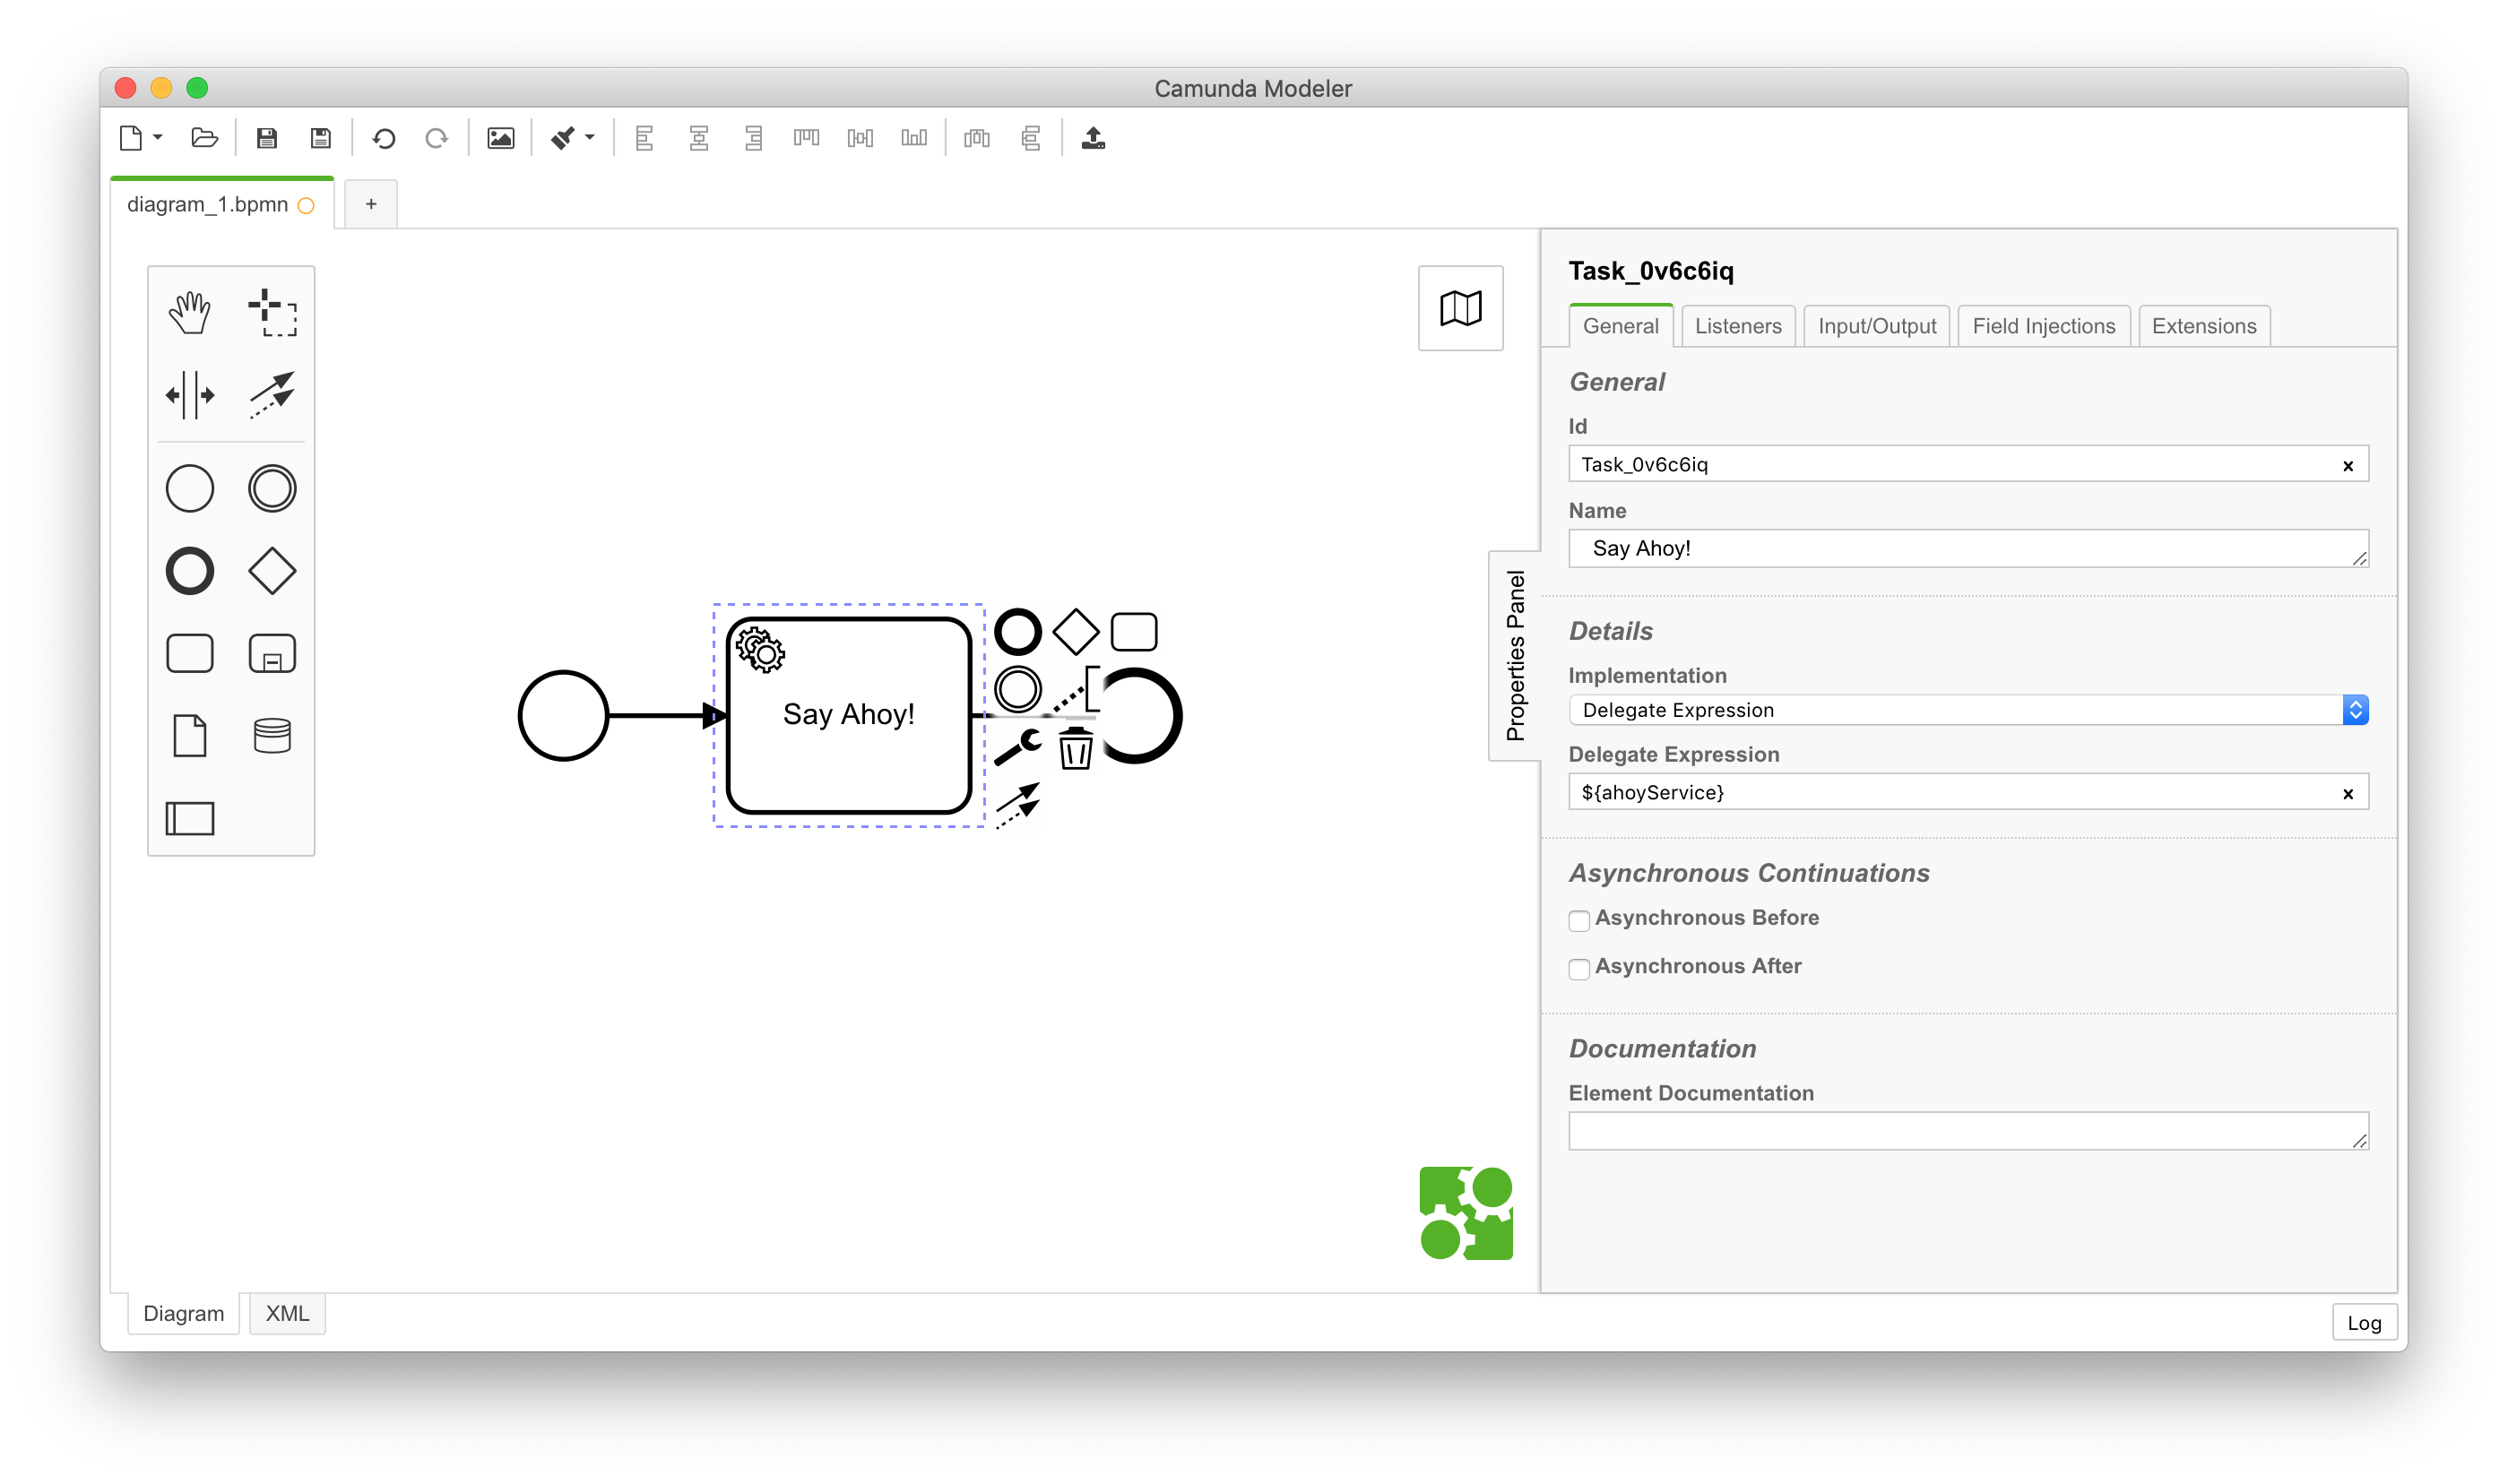 Camunda Modeler
diagram_1.bpmn
+
Say Ahoy!
Properties Panel
Task_0v6c6iq
General Listeners Input/Output Field Injections Extensions
General
Id
Task_0v6c6iq x
Name
Say Ahoy!
Details
Implementation
Delegate Expression
Delegate Expression
${ahoyService} x
Asynchronous Continuations
Asynchronous Before
Asynchronous After
Documentation
Element Documentation
Diagram XML
Log